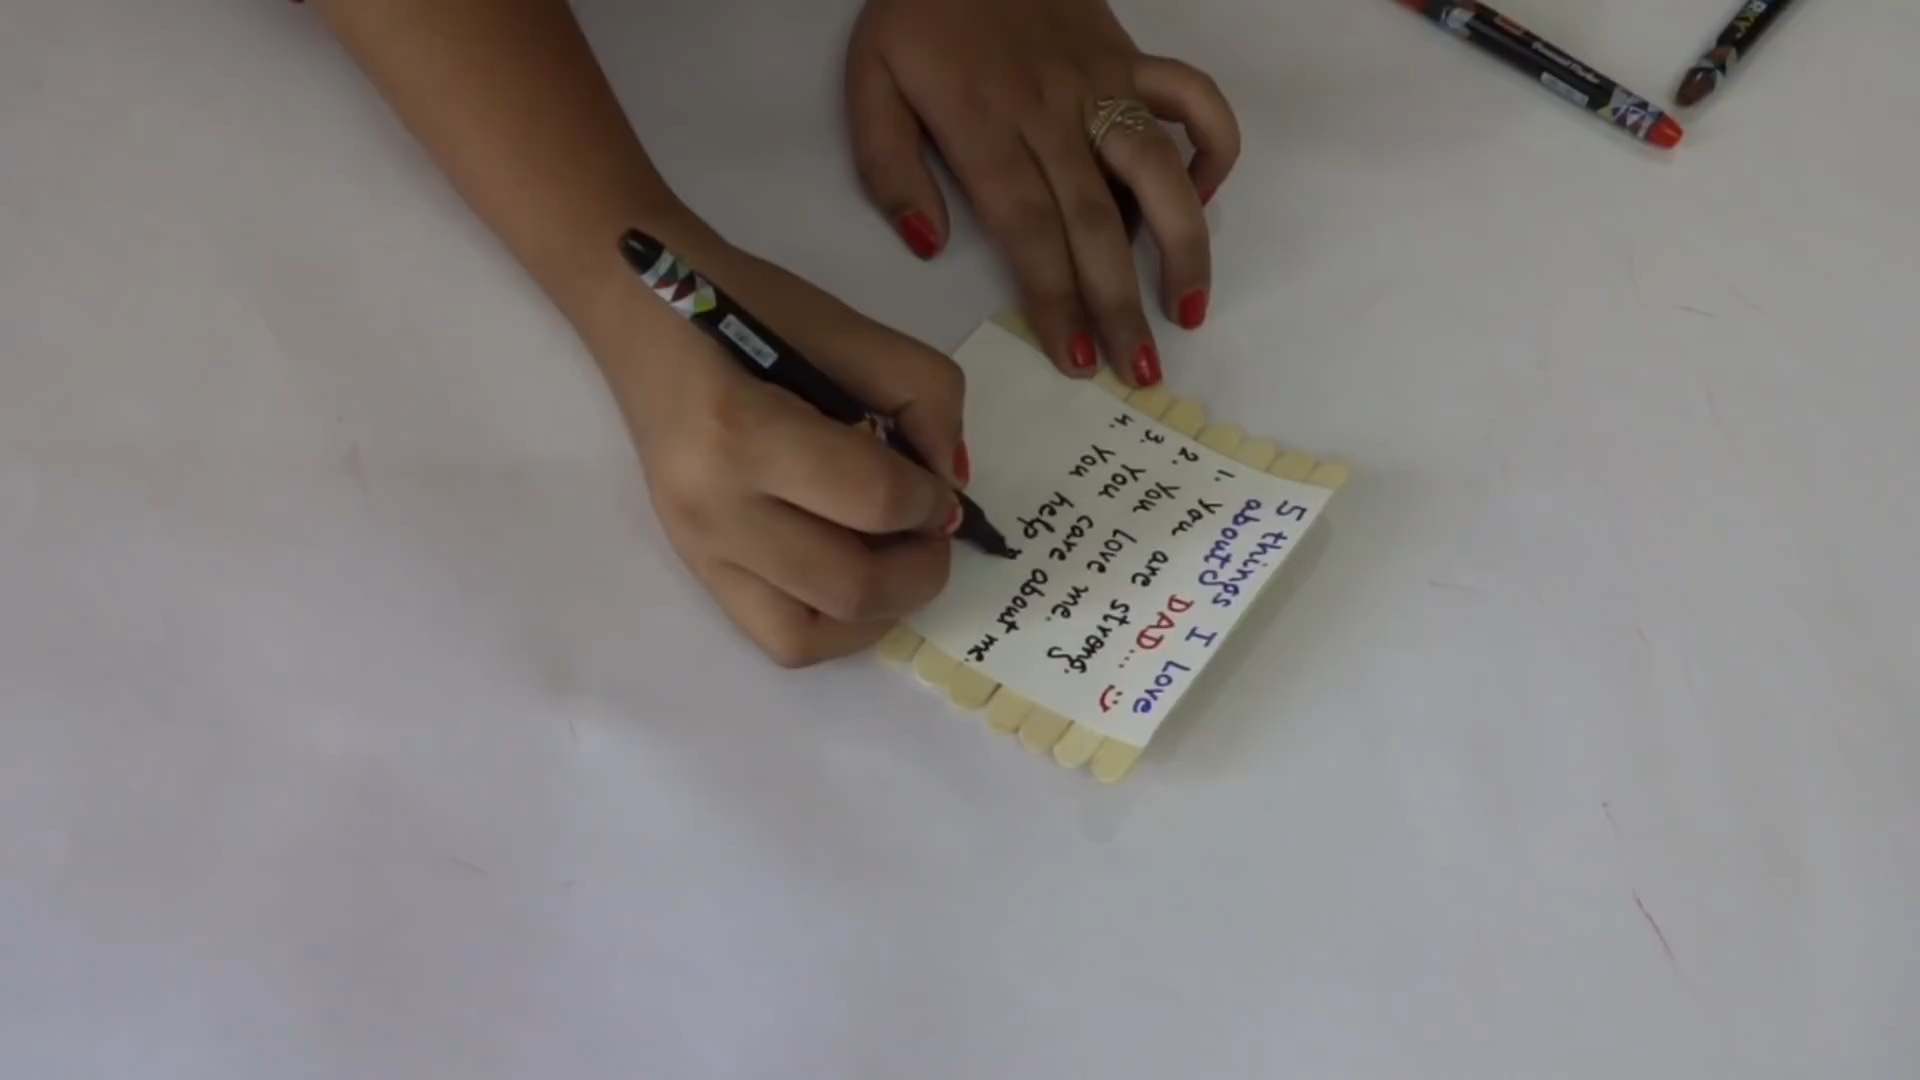 5 things I Love
about DAD...
1. You are strong.
2. You Love me.
3. You care about me.
4. You help